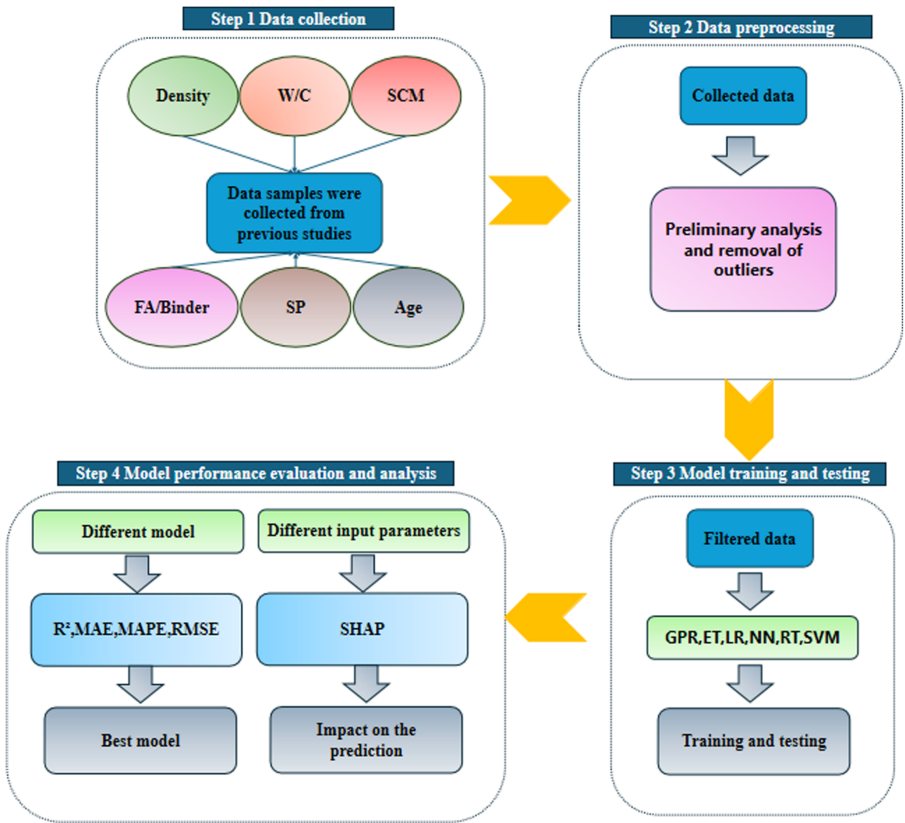 Step 1 Data collection
Density
W/C
SCM
Data samples were
collected from
previous studies
FA/Binder
SP
Age
Step 2 Data preprocessing
Collected data
Preliminary analysis
and removal of
outliers
Step 3 Model training and testing
Filtered data
GPR,ET,LR,NN,RT,SVM
Training and testing
Step 4 Model performance evaluation and analysis
Different model
R²,MAE,MAPE,RMSE
Best model
Different input parameters
SHAP
Impact on the
prediction